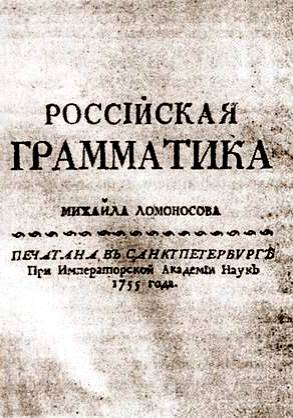 РОССІЙСКАЯ
ГРАММАТИКА
МИХАЙЛА ЛОМОНОСОВА
ПЕЧАТАНА ВЪ САНКТПЕТЕРБУРГѢ
При Императорской Академіи Наукъ
1755 года.